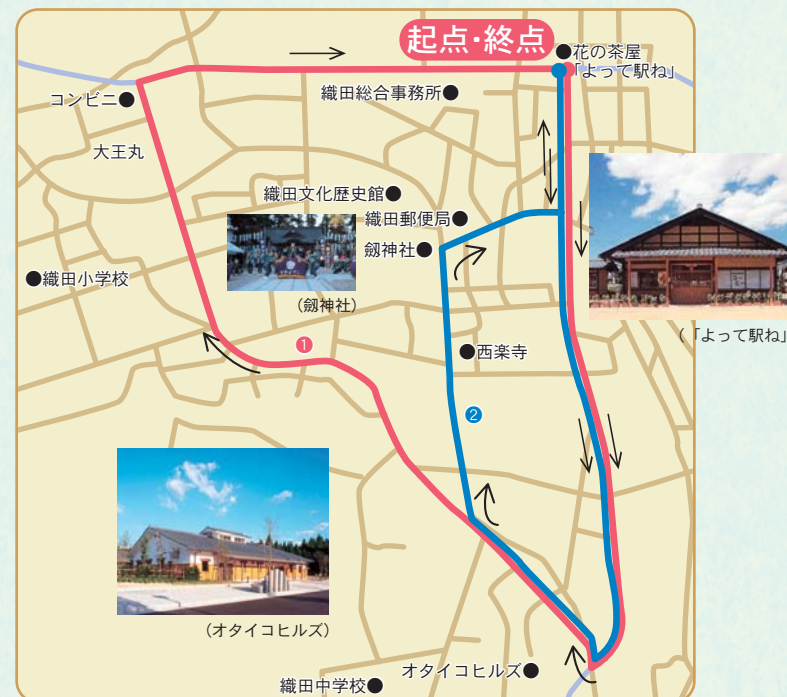 起点・終点
●花の茶屋
「よって駅ね」
コンビニ●
織田総合事務所●
大王丸
織田文化歴史館●
織田郵便局●
劔神社●
(劔神社)
●織田小学校
(「よって駅ね」
❶
●西楽寺
❷
(オタイコヒルズ)
オタイコヒルズ●
織田中学校●